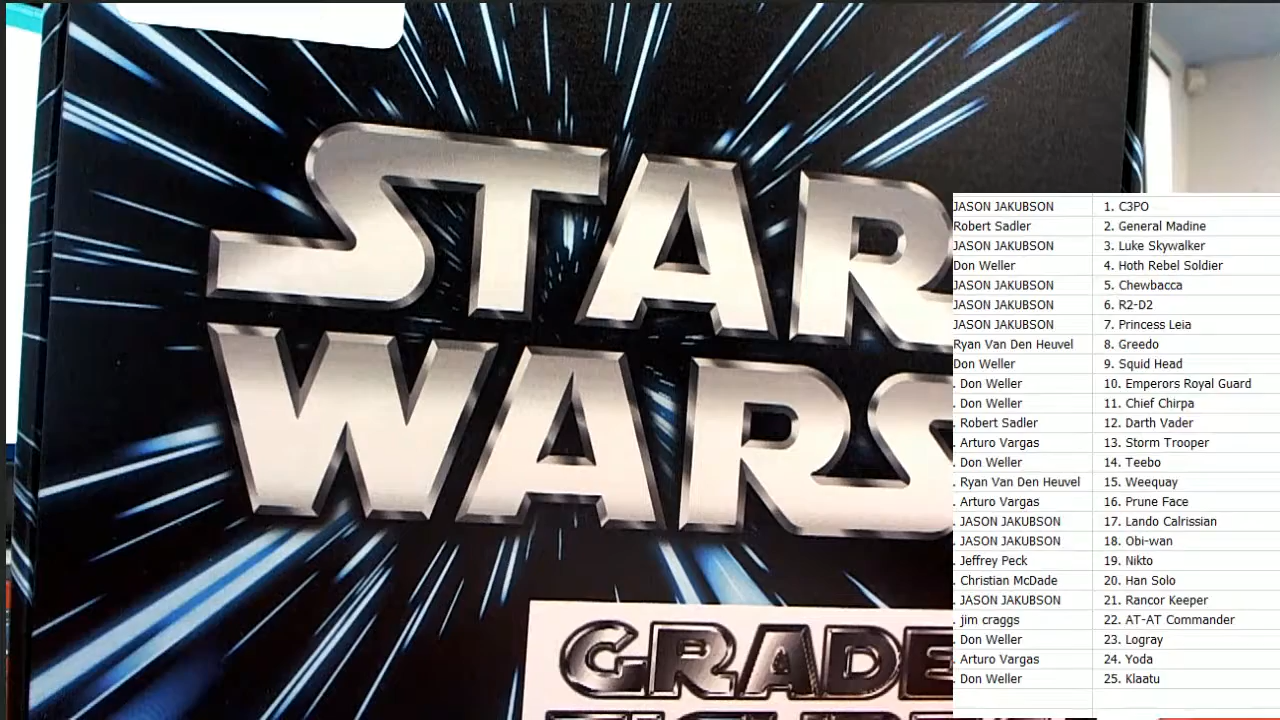 STAR
WARS
GRADE
JASON JAKUBSON 1. C3PO
Robert Sadler 2. General Madine
JASON JAKUBSON 3. Luke Skywalker
Don Weller 4. Hoth Rebel Soldier
JASON JAKUBSON 5. Chewbacca
JASON JAKUBSON 6. R2-D2
JASON JAKUBSON 7. Princess Leia
Ryan Van Den Heuvel 8. Greedo
Don Weller 9. Squid Head
. Don Weller 10. Emperors Royal Guard
. Don Weller 11. Chief Chirpa
. Robert Sadler 12. Darth Vader
. Arturo Vargas 13. Storm Trooper
. Don Weller 14. Teebo
. Ryan Van Den Heuvel 15. Weequay
. Arturo Vargas 16. Prune Face
. JASON JAKUBSON 17. Lando Calrissian
. JASON JAKUBSON 18. Obi-wan
. Jeffrey Peck 19. Nikto
. Christian McDade 20. Han Solo
. JASON JAKUBSON 21. Rancor Keeper
. jim craggs 22. AT-AT Commander
. Don Weller 23. Logray
. Arturo Vargas 24. Yoda
. Don Weller 25. Klaatu